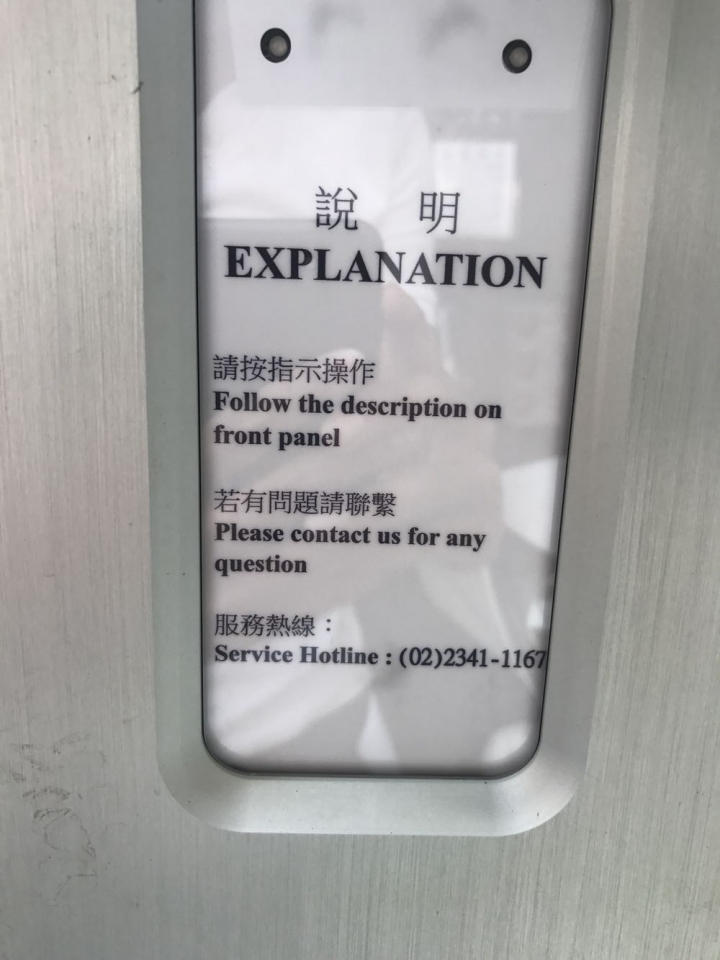 說 明
EXPLANATION
請按指示操作
Follow the description on
front panel
若有問題請聯繫
Please contact us for any
question
服務熱線：
Service Hotline : (02)2341-1167